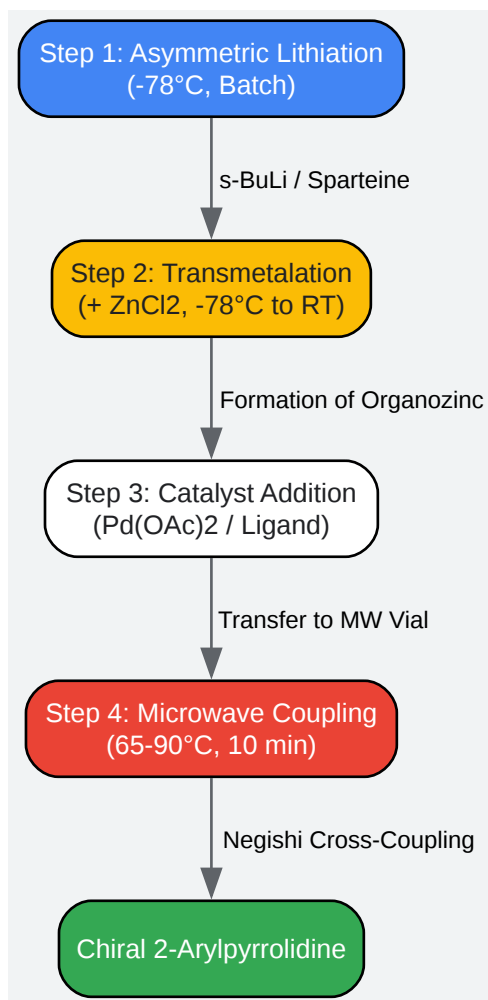 Step 1: Asymmetric Lithiation
(-78°C, Batch)
s-BuLi / Sparteine
Step 2: Transmetalation
(+ ZnCl2, -78°C to RT)
Formation of Organozinc
Step 3: Catalyst Addition
(Pd(OAc)2 / Ligand)
Transfer to MW Vial
Step 4: Microwave Coupling
(65-90°C, 10 min)
Negishi Cross-Coupling
Chiral 2-Arylpyrrolidine